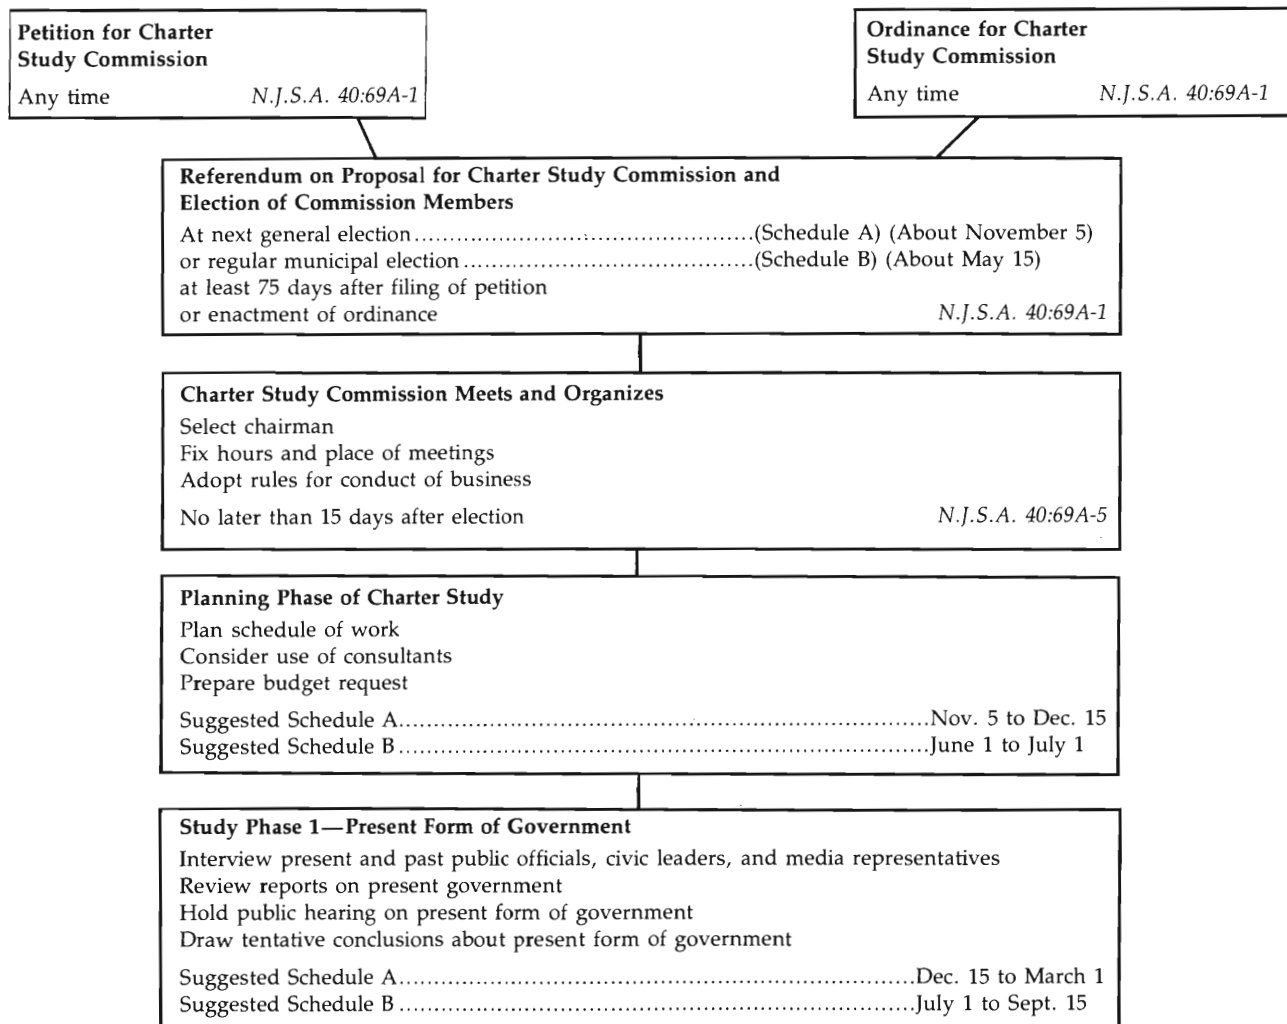 Petition for Charter
Study Commission
Any time N.J.S.A. 40:69A-1
Ordinance for Charter
Study Commission
Any time N.J.S.A. 40:69A-1
Referendum on Proposal for Charter Study Commission and
Election of Commission Members
At next general election................................................(Schedule A) (About November 5)
or regular municipal election.........................................(Schedule B) (About May 15)
at least 75 days after filing of petition
or enactment of ordinance N.J.S.A. 40:69A-1
Charter Study Commission Meets and Organizes
Select chairman
Fix hours and place of meetings
Adopt rules for conduct of business
No later than 15 days after election N.J.S.A. 40:69A-5
Planning Phase of Charter Study
Plan schedule of work
Consider use of consultants
Prepare budget request
Suggested Schedule A...........................................................................Nov. 5 to Dec. 15
Suggested Schedule B...........................................................................June 1 to July 1
Study Phase 1—Present Form of Government
Interview present and past public officials, civic leaders, and media representatives
Review reports on present government
Hold public hearing on present form of government
Draw tentative conclusions about present form of government
Suggested Schedule A.........................................................................Dec. 15 to March 1
Suggested Schedule B.........................................................................July 1 to Sept. 15